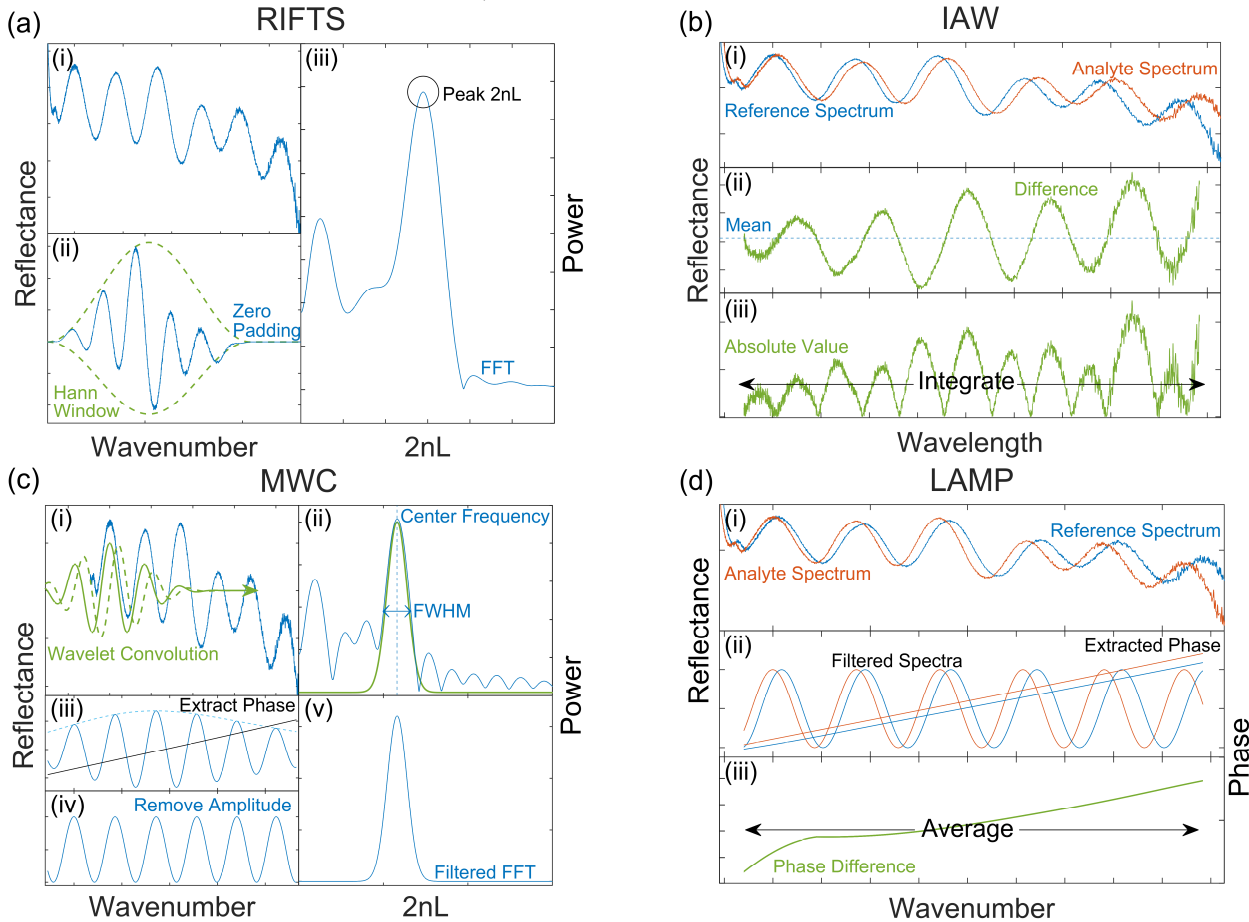 (a)
RIFTS
(i)
(iii)
Peak 2nL
(ii)
Zero
Padding
Hann
Window
FFT
Reflectance
Power
Wavenumber
2nL
(b)
IAW
(i)
Analyte Spectrum
Reference Spectrum
(ii)
Difference
Mean
(iii)
Absolute Value
Integrate
Reflectance
Wavelength
(c)
MWC
(i)
Wavelet Convolution
(ii)
Center Frequency
FWHM
(iii)
Extract Phase
(iv)
Remove Amplitude
(v)
Filtered FFT
Reflectance
Power
Wavenumber
2nL
(d)
LAMP
(i)
Reference Spectrum
Analyte Spectrum
(ii)
Filtered Spectra
Extracted Phase
(iii)
Average
Phase Difference
Reflectance
Phase
Wavenumber